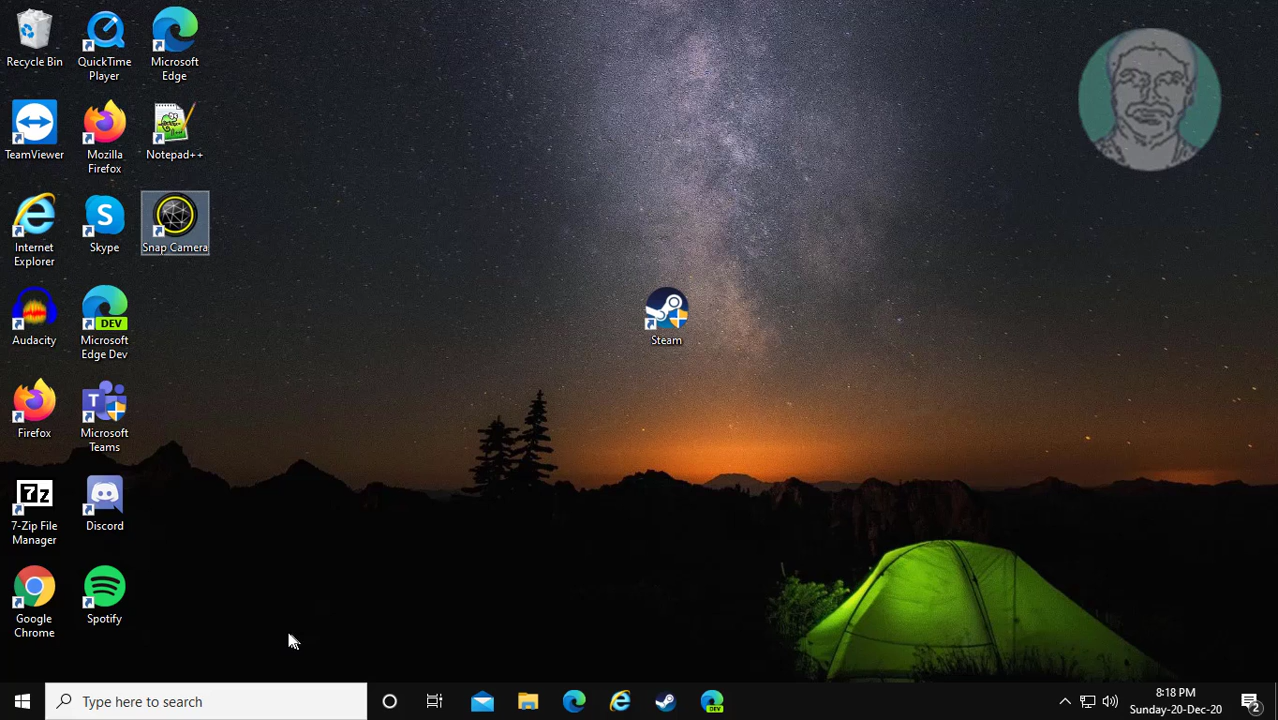 Recycle Bin
QuickTime Player
Microsoft Edge
TeamViewer
Mozilla Firefox
Notepad++
Internet Explorer
S
Skype
Snap Camera
Audacity
DEV
Microsoft Edge Dev
Steam
Firefox
T
Microsoft Teams
7z
7-Zip File Manager
Discord
Google Chrome
Spotify
Type here to search
DEV
8:18 PM
Sunday-20-Dec-20
2